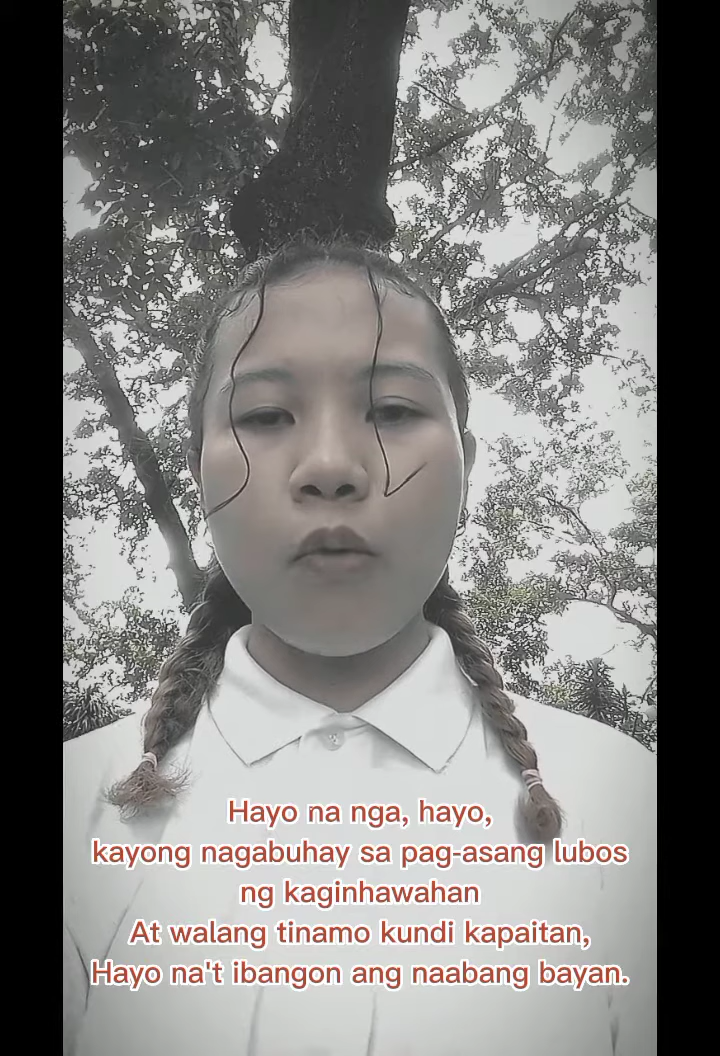 Hayo na nga, hayo,
kayong nagabuhay sa pag-asang lubos
ng kaginhawahan
At walang tinamo kundi kapaitan,
Hayo na't ibangon ang naabang bayan.